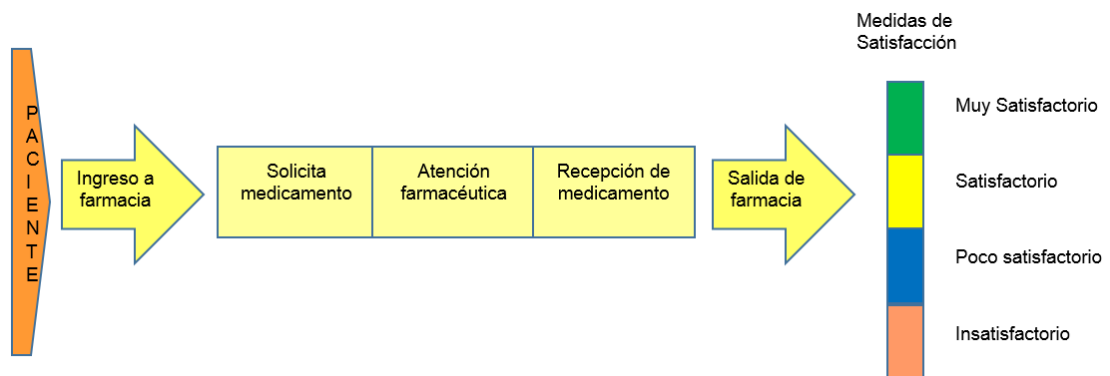 Medidas de
Satisfacción
PACIENTE
Ingreso a
farmacia
Solicita
medicamento
Atención
farmacéutica
Recepción de
medicamento
Salida de
farmacia
Muy Satisfactorio
Satisfactorio
Poco satisfactorio
Insatisfactorio